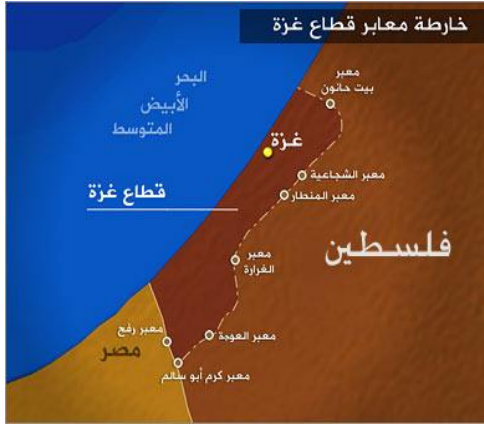 خارطة معابر قطاع غزة
البحر
الأبيض
المتوسط
معبر
بيت حانون
غزة
معبر الشجاعية
معبر المنطار
قطاع غزة
فلسطين
معبر
القرارة
معبر رفح
معبر العودة
مصر
معبر كرم أبو سالم